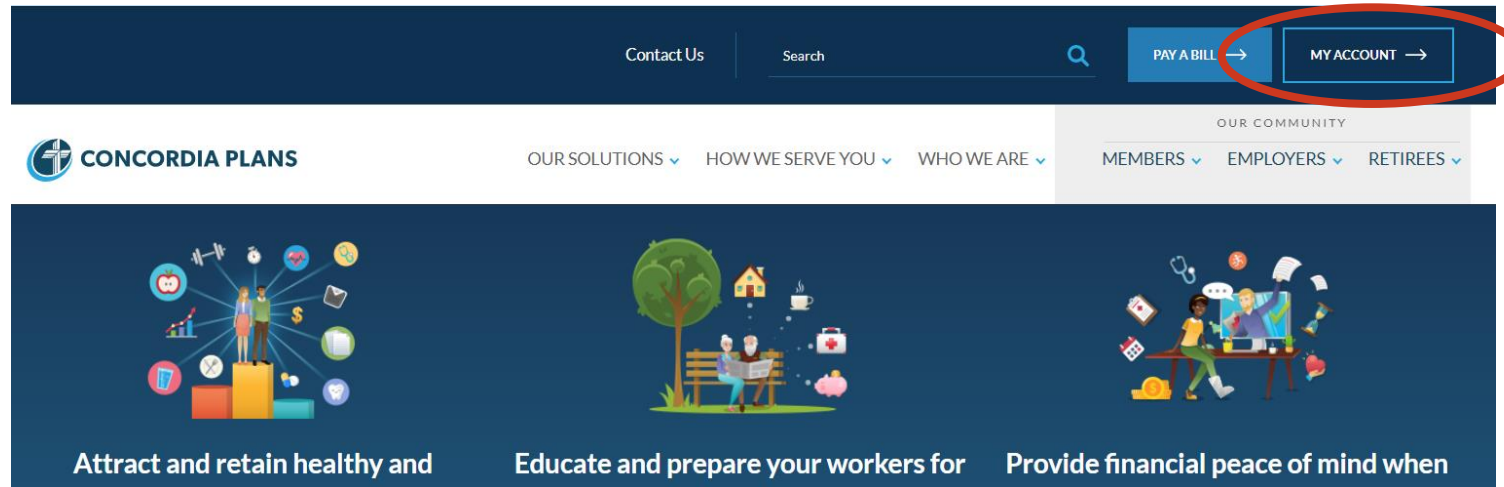 Contact Us Search PAY A BILL → MY ACCOUNT →
OUR COMMUNITY
CONCORDIA PLANS OUR SOLUTIONS HOW WE SERVE YOU WHO WE ARE MEMBERS EMPLOYERS RETIREES
Attract and retain healthy and
Educate and prepare your workers for
Provide financial peace of mind when